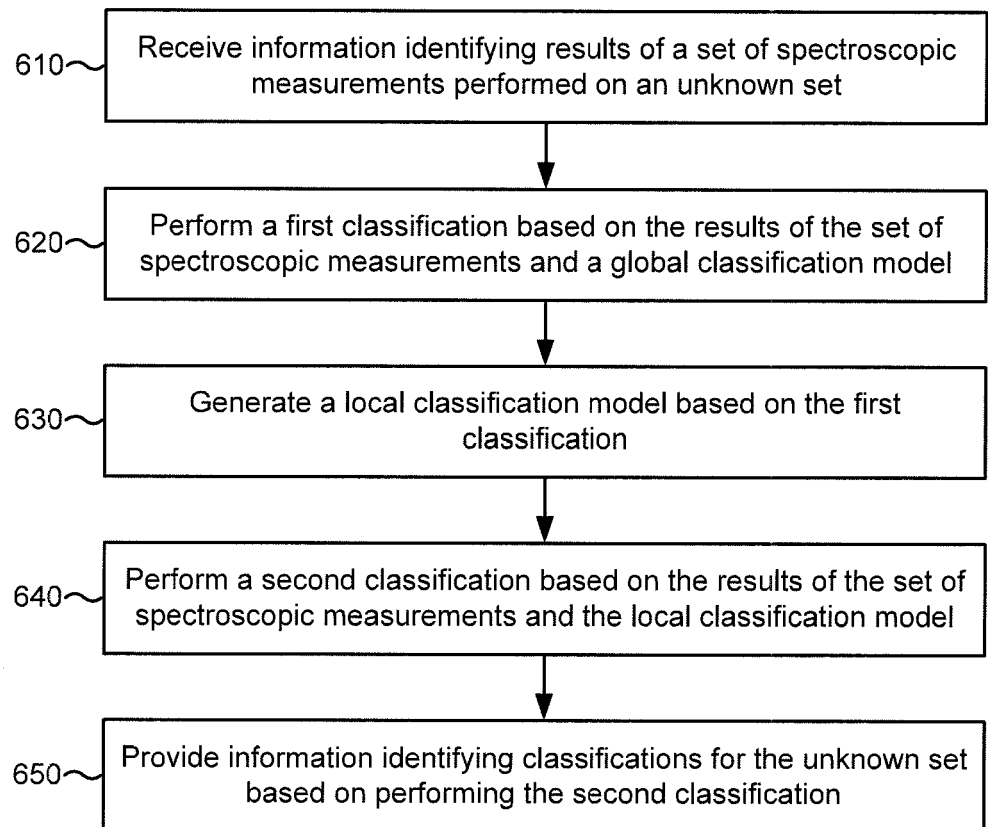 610
Receive information identifying results of a set of spectroscopic
measurements performed on an unknown set
620
Perform a first classification based on the results of the set of
spectroscopic measurements and a global classification model
630
Generate a local classification model based on the first
classification
640
Perform a second classification based on the results of the set of
spectroscopic measurements and the local classification model
650
Provide information identifying classifications for the unknown set
based on performing the second classification